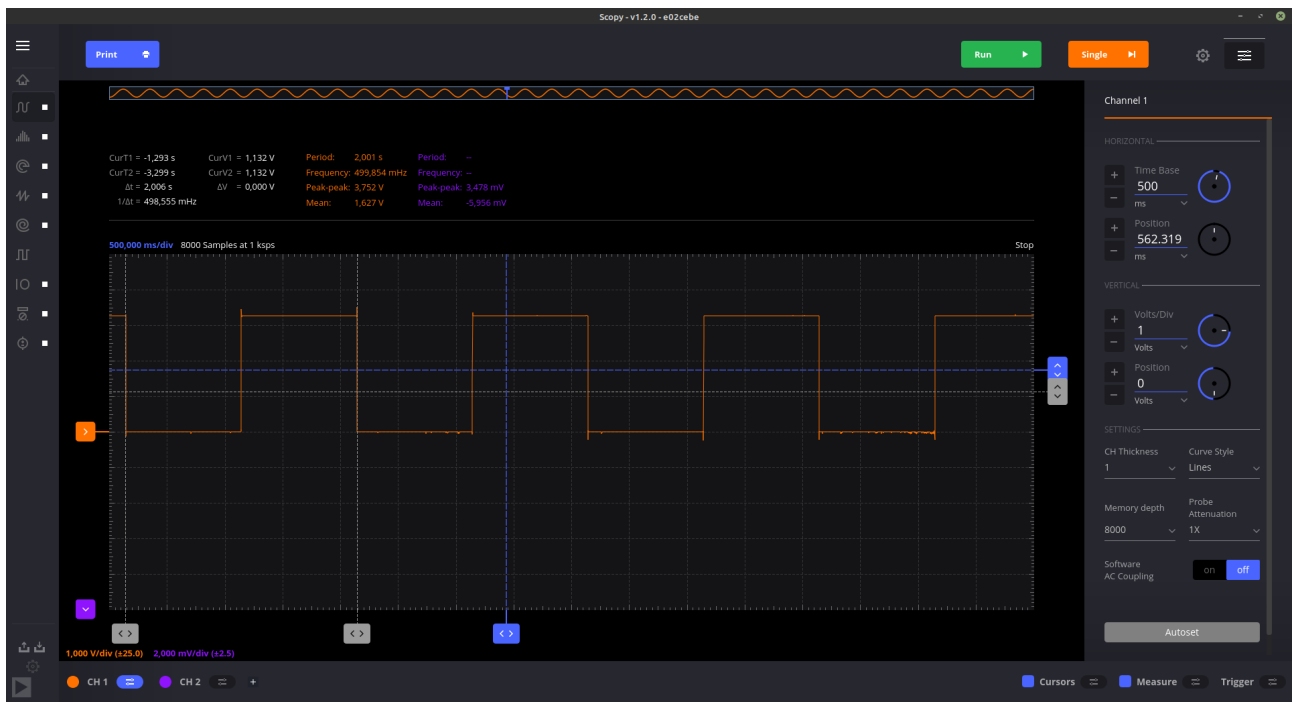 Scopy - v1.2.0 - e02cebe
Print
Run
Single
Channel 1
HORIZONTAL
Time Base
500
ms
Position
562.319
ms
VERTICAL
Volts/Div
1
Volts
Position
0
Volts
SETTINGS
CH Thickness Curve Style
1 Lines
Memory depth Probe Attenuation
8000 1X
Software AC Coupling on off
Autoset
CurT1 = -1,293 s CurV1 = 1,132 V Period: 2,001 s Period: --
CurT2 = -3,299 s CurV2 = 1,132 V Frequency: 499,854 mHz Frequency: --
Δt = 2,006 s ΔV = 0,000 V Peak-peak: 3,752 V Peak-peak: 3,478 mV
1/Δt = 498,555 mHz Mean: 1,627 V Mean: -5,956 mV
500,000 ms/div 8000 Samples at 1 ksps Stop
1,000 V/div (±25.0) 2,000 mV/div (±2.5)
CH 1 CH 2 + Cursors Measure Trigger